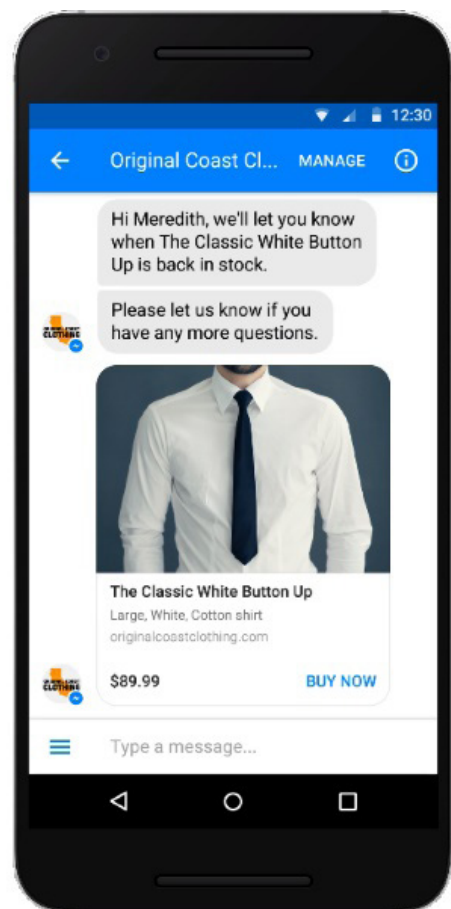 12:30
Original Coast Cl... MANAGE
Hi Meredith, we'll let you know
when The Classic White Button
Up is back in stock.
Please let us know if you
have any more questions.
CLOTHING
The Classic White Button Up
Large, White, Cotton shirt
originalcoastclothing.com
$89.99 BUY NOW
CLOTHING
Type a message...